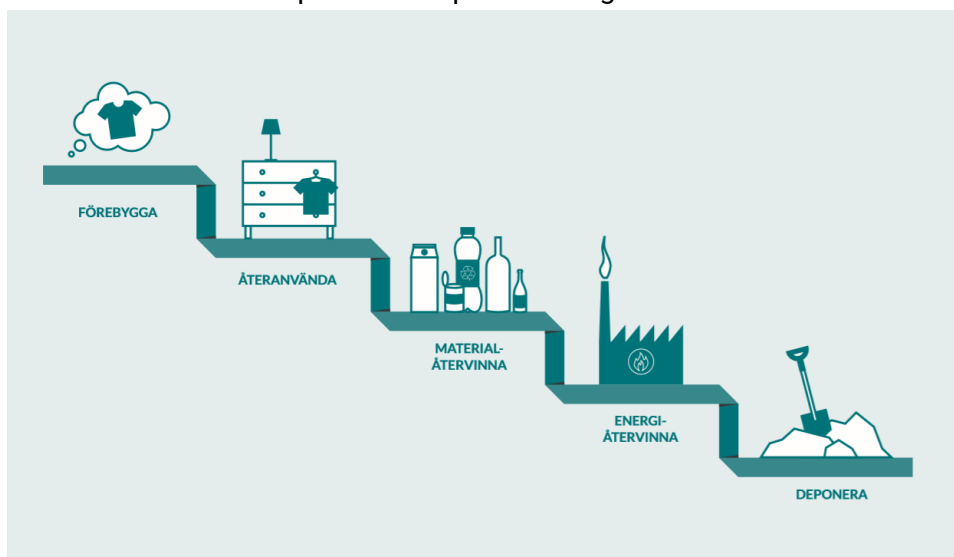 FÖREBYGGA
ÅTERANVÄNDA
MATERIAL-
ÅTERVINNA
ENERGI-
ÅTERVINNA
DEPONERA